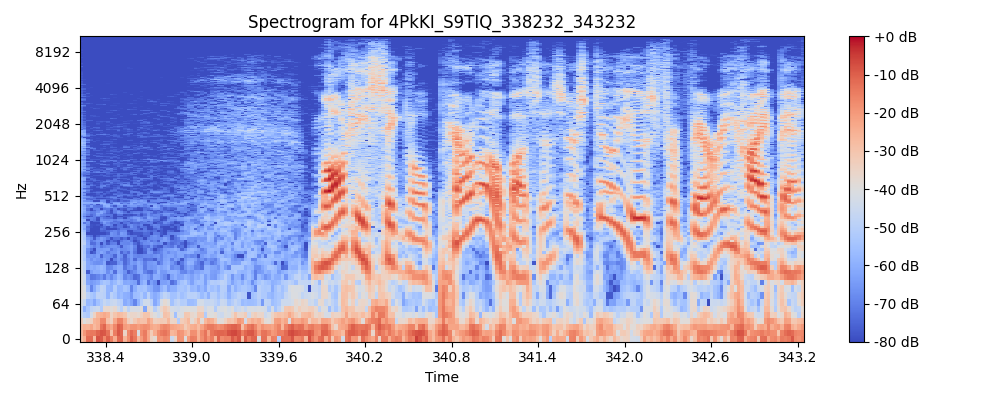 Spectrogram for 4PkKI_S9TIQ_338232_343232
8192
4096
2048
1024
512
256
128
64
0
Hz
338.4 339.0 339.6 340.2 340.8 341.4 342.0 342.6 343.2
Time
+0 dB
-10 dB
-20 dB
-30 dB
-40 dB
-50 dB
-60 dB
-70 dB
-80 dB